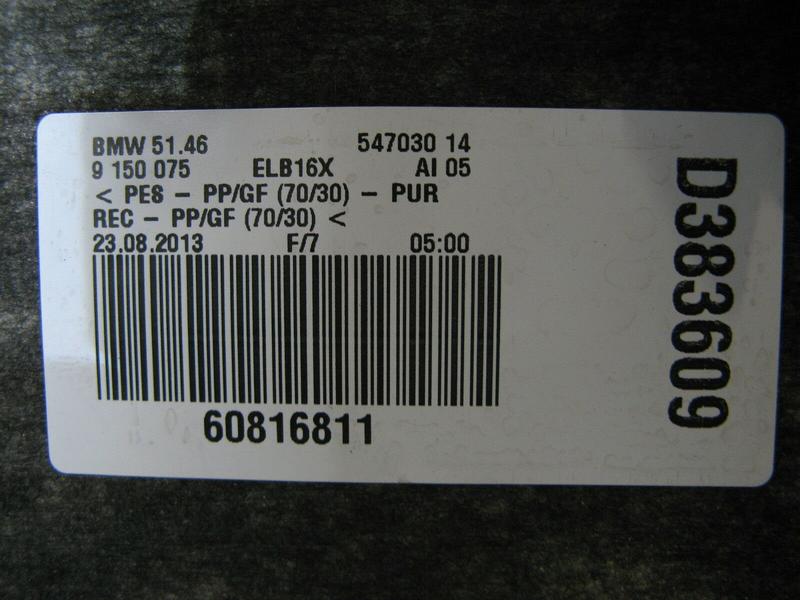 BMW 51.46 547030 14
9 150 075 ELB16X AI 05
< PES - PP/GF (70/30) - PUR
REC - PP/GF (70/30) <
23.08.2013 F/7 05:00
60816811
D383609